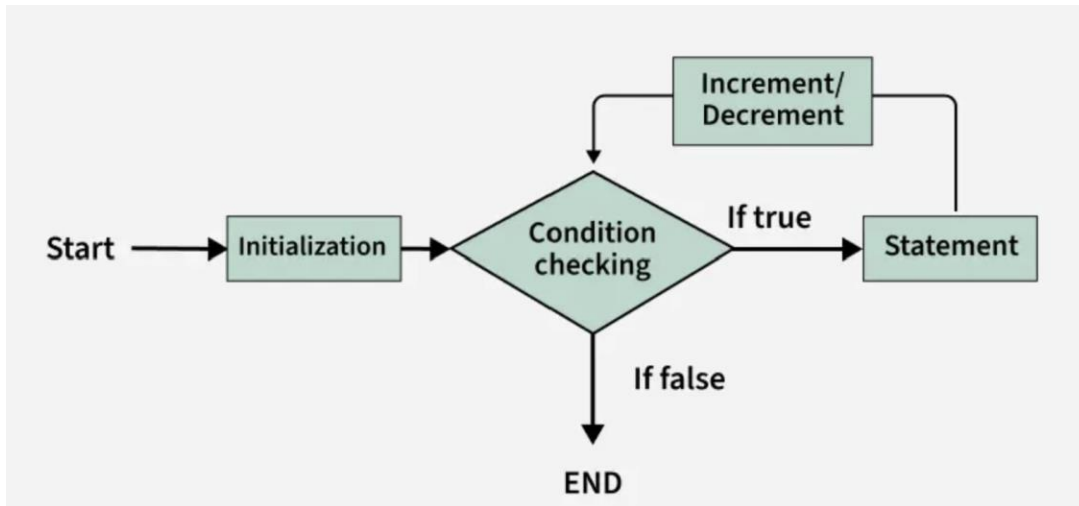 Increment/
Decrement
Start
Initialization
Condition
checking
If true
Statement
If false
END